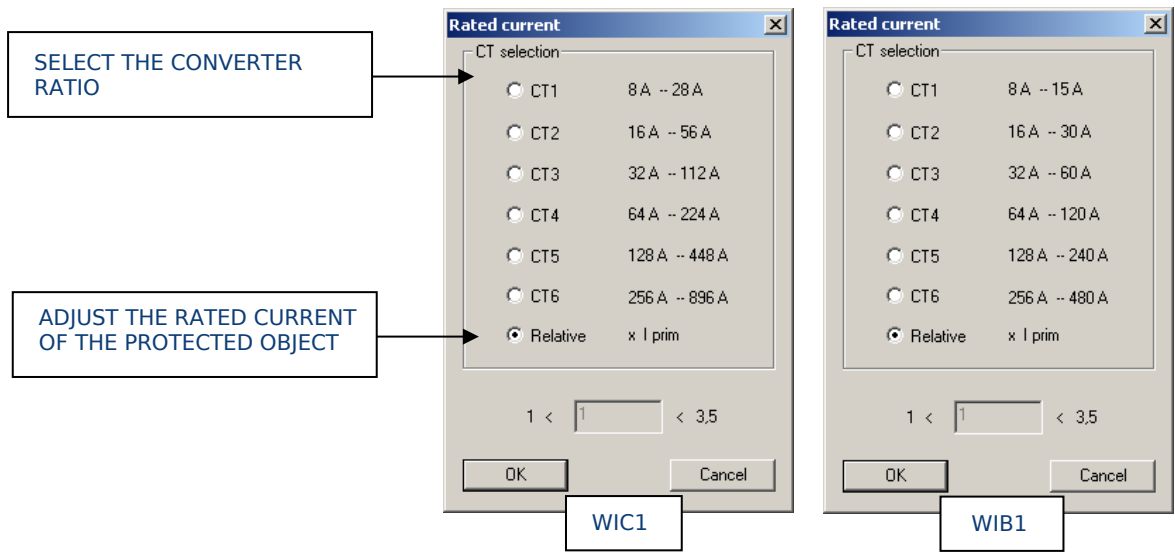 SELECT THE CONVERTER
RATIO
ADJUST THE RATED CURRENT
OF THE PROTECTED OBJECT
Rated current
CT selection
CT1 8 A -- 28 A
CT2 16 A -- 56 A
CT3 32 A -- 112 A
CT4 64 A -- 224 A
CT5 128 A -- 448 A
CT6 256 A -- 896 A
Relative x I prim
1 < 1 < 3,5
OK Cancel
WIC1
Rated current
CT selection
CT1 8 A -- 15 A
CT2 16 A -- 30 A
CT3 32 A -- 60 A
CT4 64 A -- 120 A
CT5 128 A -- 240 A
CT6 256 A -- 480 A
Relative x I prim
1 < 1 < 3,5
OK Cancel
WIB1